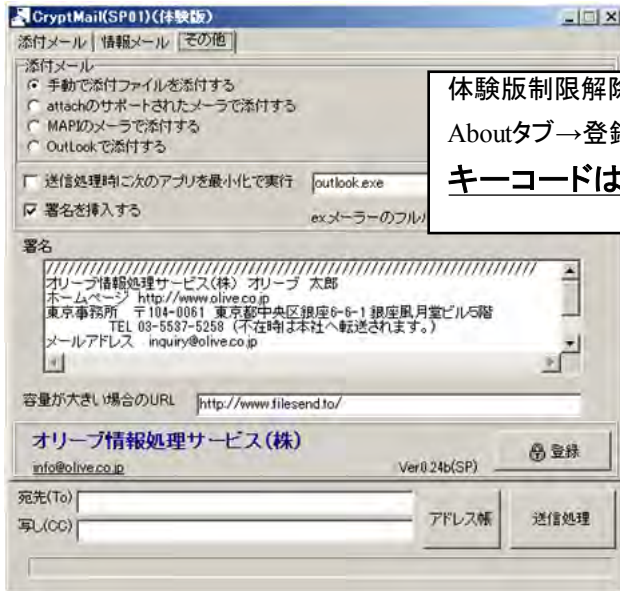 CryptMail(SP01)(体験版)
添付メール 情報メール その他
添付メール
手動で添付ファイルを添付する
attachのサポートされたメーラで添付する
MAPIのメーラで添付する
OutLookで添付する
体験版制限解除
Aboutタブ→登録
キーコードは
送信処理時に次のアプリを最小化で実行 outlook.exe
署名を挿入する
exメーラーのフルパ
署名
//////////////////////////////////////////////////////////////////////
オリーブ情報処理サービス(株) オリーブ 太郎
ホームページ http://www.olive.co.jp
東京事務所 〒104-0061 東京都中央区銀座6-6-1 銀座風月堂ビル5階
TEL 03-5537-5258 (不在時は本社へ転送されます。)
メールアドレス inquiry@olive.co.jp
容量が大きい場合のURL http://www.filesend.to/
オリーブ情報処理サービス(株)
info@olive.co.jp Ver0.24b(SP)
登録
宛先(To)
写し(CC)
アドレス帳 送信処理